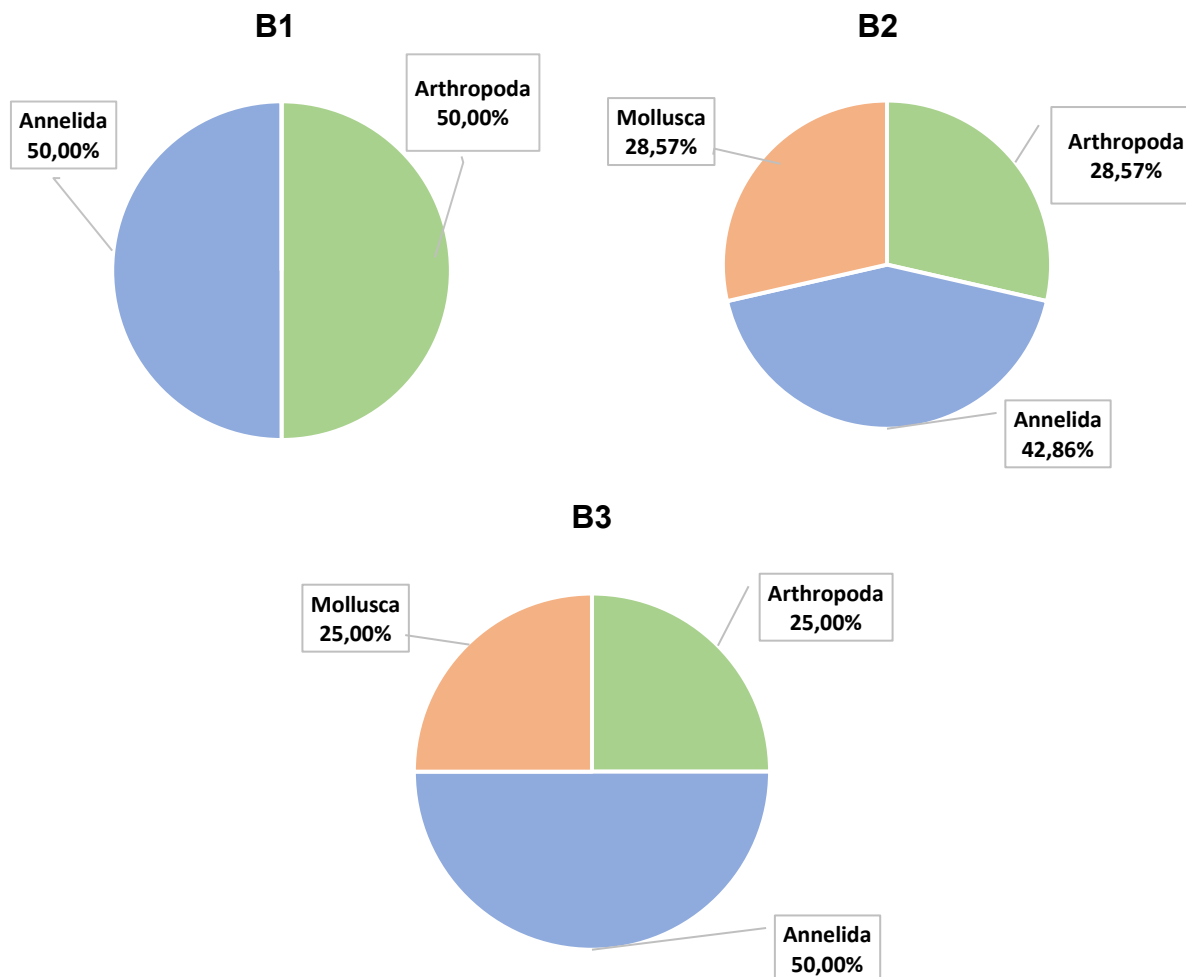 B1
Annelida
50,00%
Arthropoda
50,00%
B2
Mollusca
28,57%
Arthropoda
28,57%
Annelida
42,86%
B3
Mollusca
25,00%
Arthropoda
25,00%
Annelida
50,00%